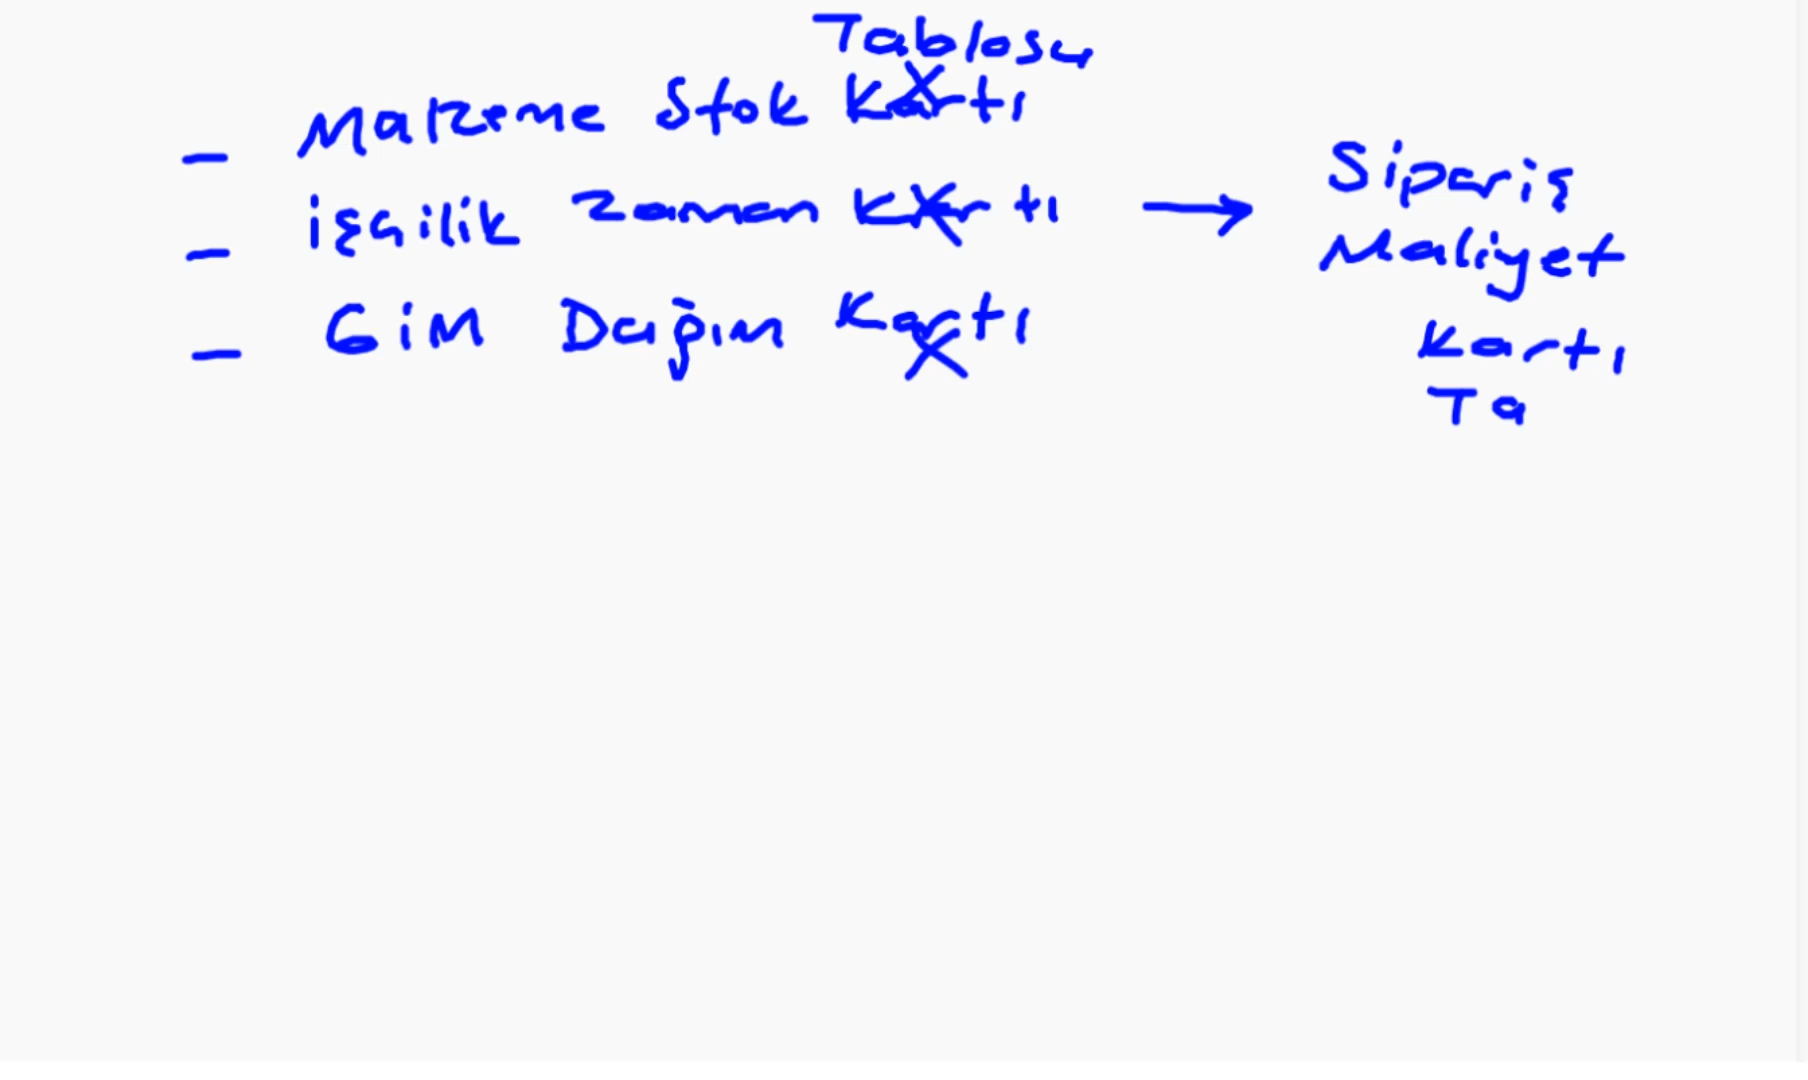 Tablosu
- Malzeme Stok Kartı
- işçilik Zaman Kartı →
- GİM Dağım Kartı
Sipariş
Maliyet
Kartı
Ta